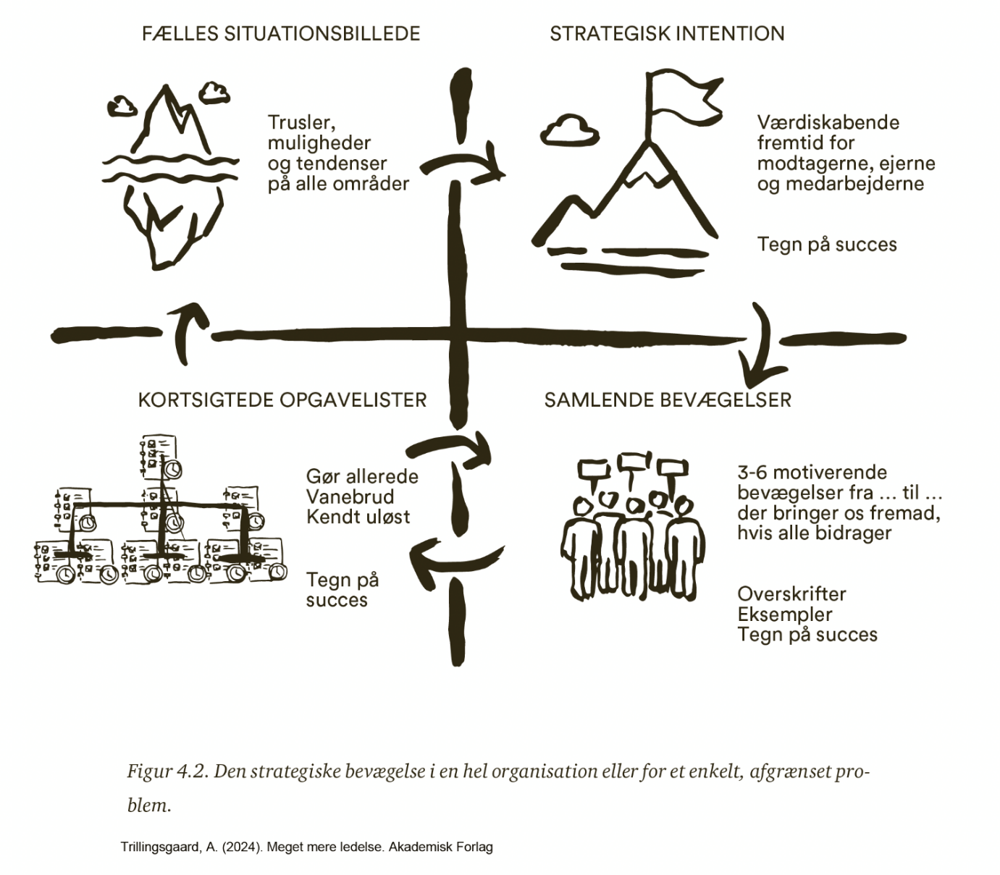 FÆLLES SITUATIONSBILLEDE
Trusler,
muligheder
og tendenser
på alle områder
STRATEGISK INTENTION
Værdiskabende
fremtid for
modtagerne, ejerne
og medarbejderne
Tegn på succes
KORTSIGTEDE OPGAVELISTER
Gør allerede
Vanebrud
Kendt uløst
Tegn på
succes
SAMLENDE BEVÆGELSER
3-6 motiverende
bevægelser fra ... til ...
der bringer os fremad,
hvis alle bidrager
Overskrifter
Eksempler
Tegn på succes
Figur 4.2. Den strategiske bevægelse i en hel organisation eller for et enkelt, afgrænset pro-
blem.
Trillingsgaard, A. (2024). Meget mere ledelse. Akademisk Forlag